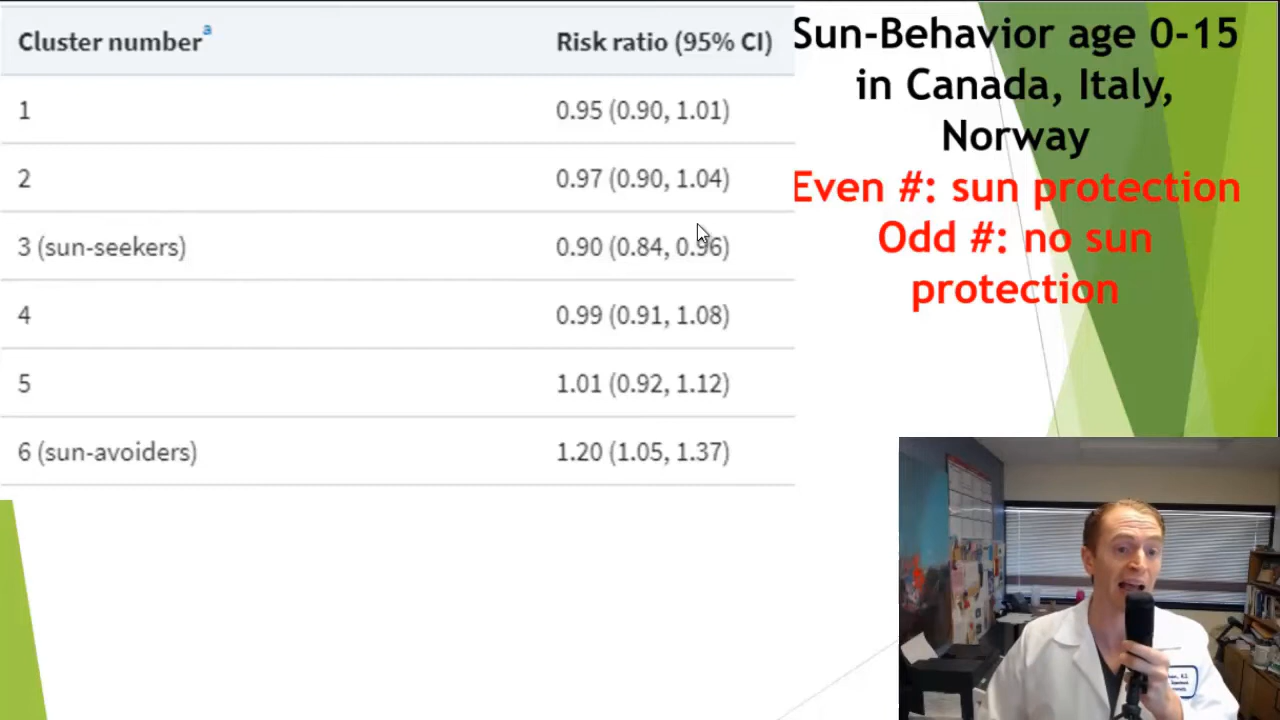 Cluster number a
Risk ratio (95% CI)
1
0.95 (0.90, 1.01)
2
0.97 (0.90, 1.04)
3 (sun-seekers)
0.90 (0.84, 0.96)
4
0.99 (0.91, 1.08)
5
1.01 (0.92, 1.12)
6 (sun-avoiders)
1.20 (1.05, 1.37)
Sun-Behavior age 0-15
in Canada, Italy,
Norway
Even #: sun protection
Odd #: no sun
protection